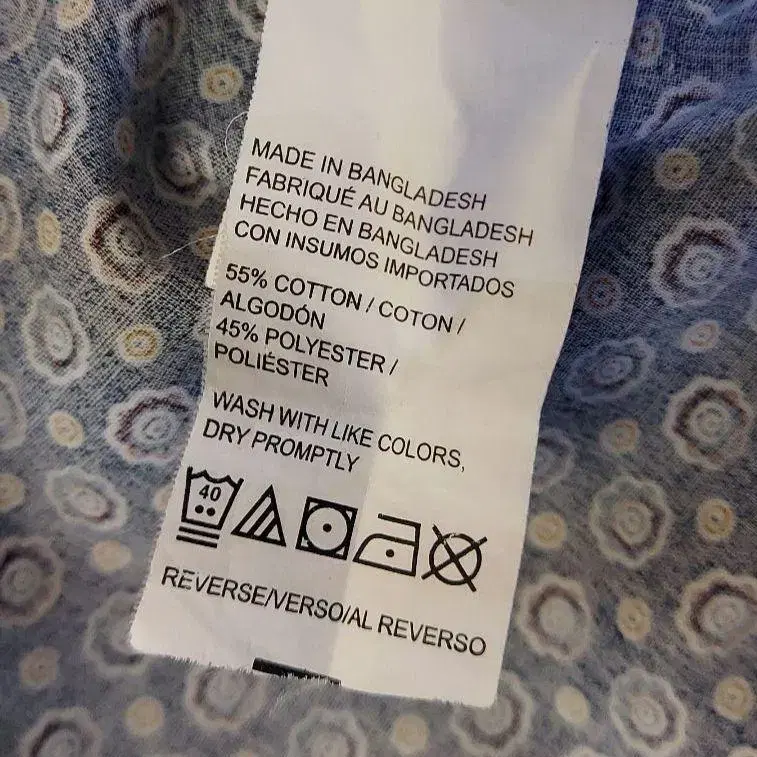 MADE IN BANGLADESH
FABRIQUÉ AU BANGLADESH
HECHO EN BANGLADESH
CON INSUMOS IMPORTADOS
55% COTTON / COTON /
ALGODÓN
45% POLYESTER /
POLIÉSTER
WASH WITH LIKE COLORS,
DRY PROMPTLY
40
REVERSE/VERSO/AL REVERSO